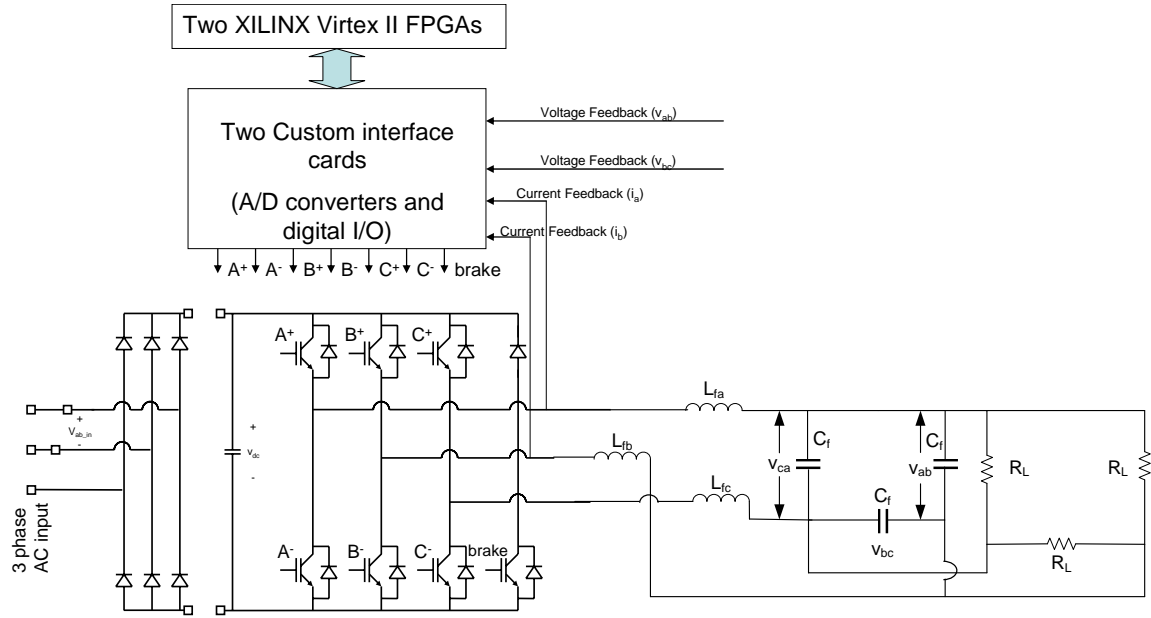 Two XILINX Virtex II FPGAs
Two Custom interface
cards
(A/D converters and
digital I/O)
Voltage Feedback (vab)
Voltage Feedback (vbc)
Current Feedback (ia)
Current Feedback (ib)
A+ A- B+ B- C+ C- brake
A+ B+ C+
Lfa
Lfb
Lfc
+
Vab_in
-
+
vdc
-
3 phase
AC input
A- B- C- brake
vca
Cf
vab
Cf
RL
RL
Cf
vbc
RL